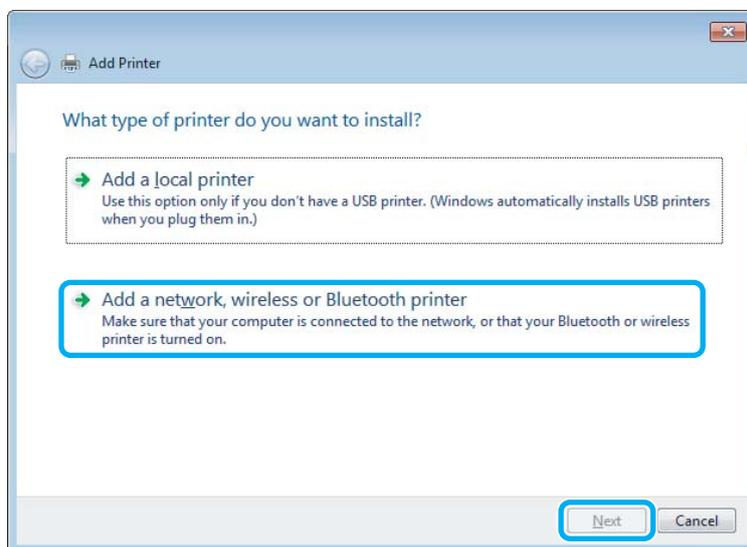 Add Printer
What type of printer do you want to install?
Add a local printer
Use this option only if you don't have a USB printer. (Windows automatically installs USB printers
when you plug them in.)
Add a network, wireless or Bluetooth printer
Make sure that your computer is connected to the network, or that your Bluetooth or wireless
printer is turned on.
Next
Cancel